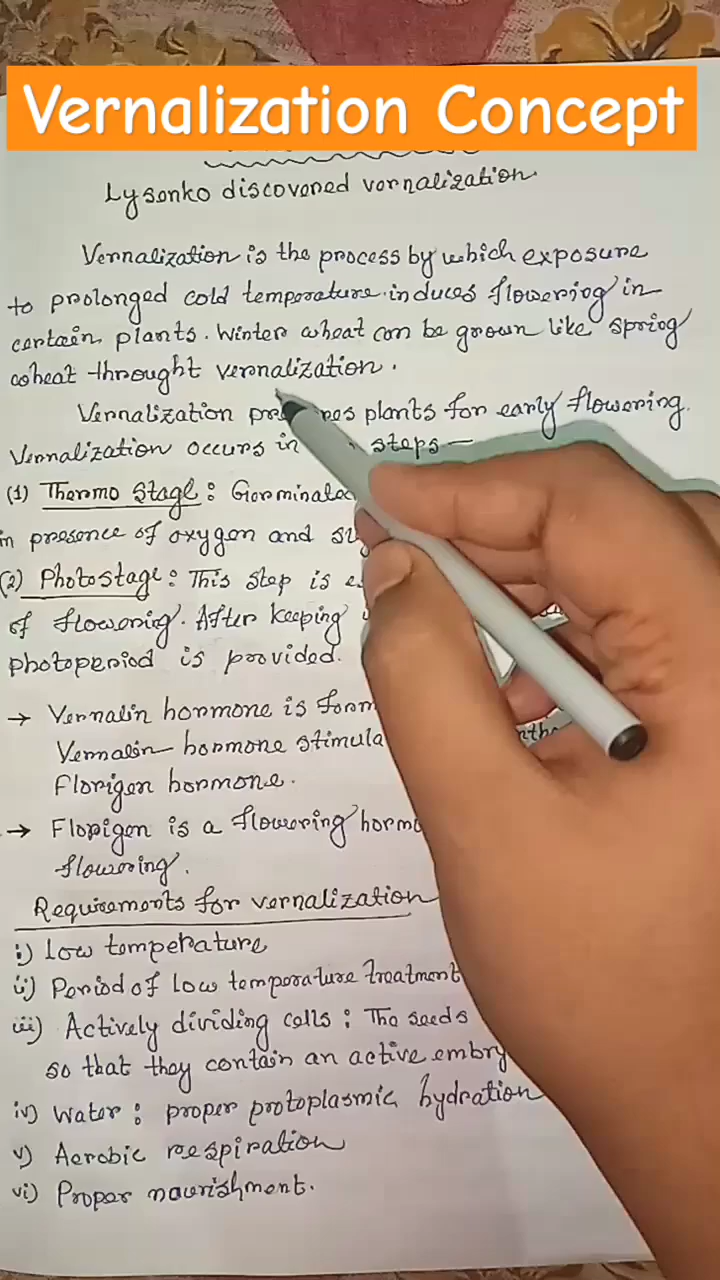 Vernalization Concept
Lysenko discovered vernalization
Vernalization is the process by which exposure
to prolonged cold temperature induces flowering in
certain plants. Winter wheat can be grown like spring
wheat throught vernalization.
Vernalization plants for early flowering.
Vernalization occurs in steps—
(1) Thermo Stage: Germinated
in presence of oxygen and
(2) Photostage: This step is
of flowering. After keeping
photoperiod is provided.
→ Vernalin hormone is
Vernalin hormone
Florigen hormone.
→ Flopigen is a flowering
flowering.
Requirements for vernalization
i) Low temperature
ii) Period of low temperature treatment
iii) Actively dividing cells: The seeds
so that they contain an active
iv) Water: proper protoplasmic hydration
v) Aerobic respiration
vi) Proper nourishment.